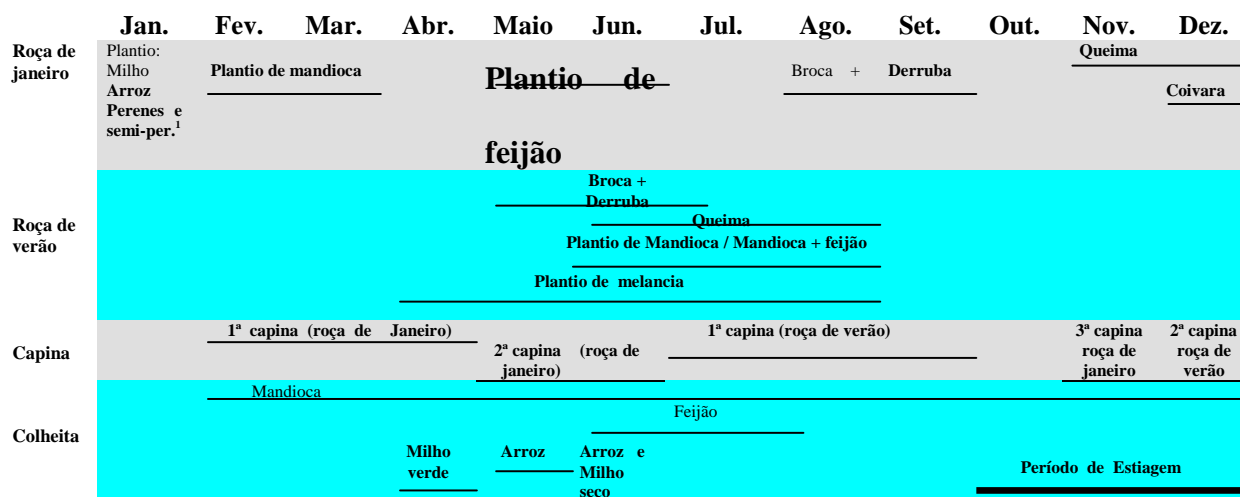 Jan. Fev. Mar. Abr. Maio Jun. Jul. Ago. Set. Out. Nov. Dez.
Roça de
janeiro
Plantio:
Milho
Arroz
Perenes e
semi-per.¹
Plantio de mandioca
Plantio de
feijão
Broca + Derruba
Queima
Coivara
Roça de
verão
Broca +
Derruba
Queima
Plantio de Mandioca / Mandioca + feijão
Plantio de melancia
Capina
1ª capina (roça de Janeiro)
2ª capina (roça de
janeiro)
1ª capina (roça de verão)
3ª capina
roça de
janeiro
2ª capina
roça de
verão
Colheita
Mandioca
Feijão
Milho
verde
Arroz
Arroz e
Milho
seco
Período de Estiagem